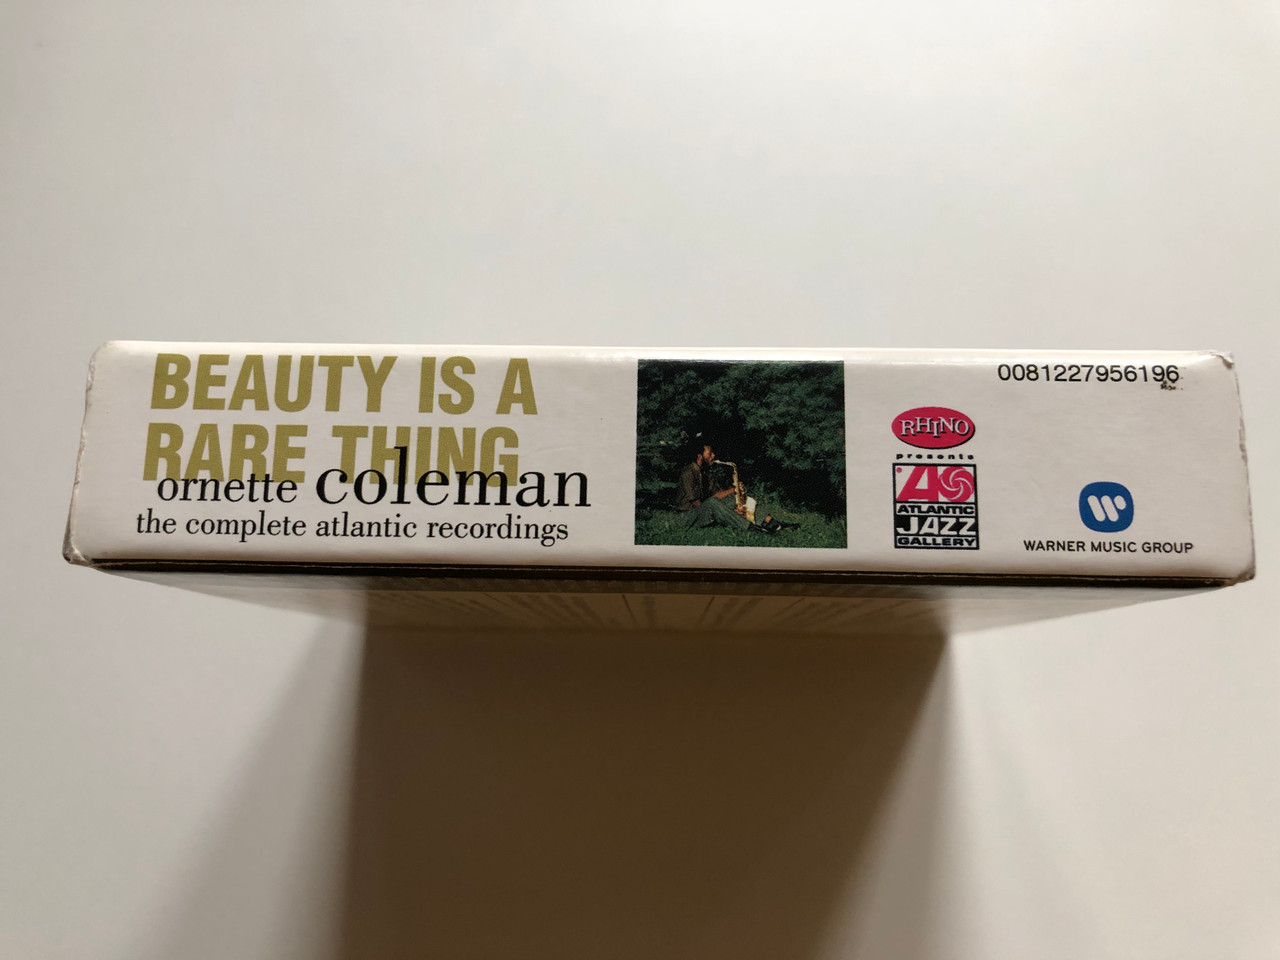 BEAUTY IS A
RARE THING
ornette coleman
the complete atlantic recordings
RHINO
presents
ATLANTIC
JAZZ
GALLERY
0081227956196
WARNER MUSIC GROUP